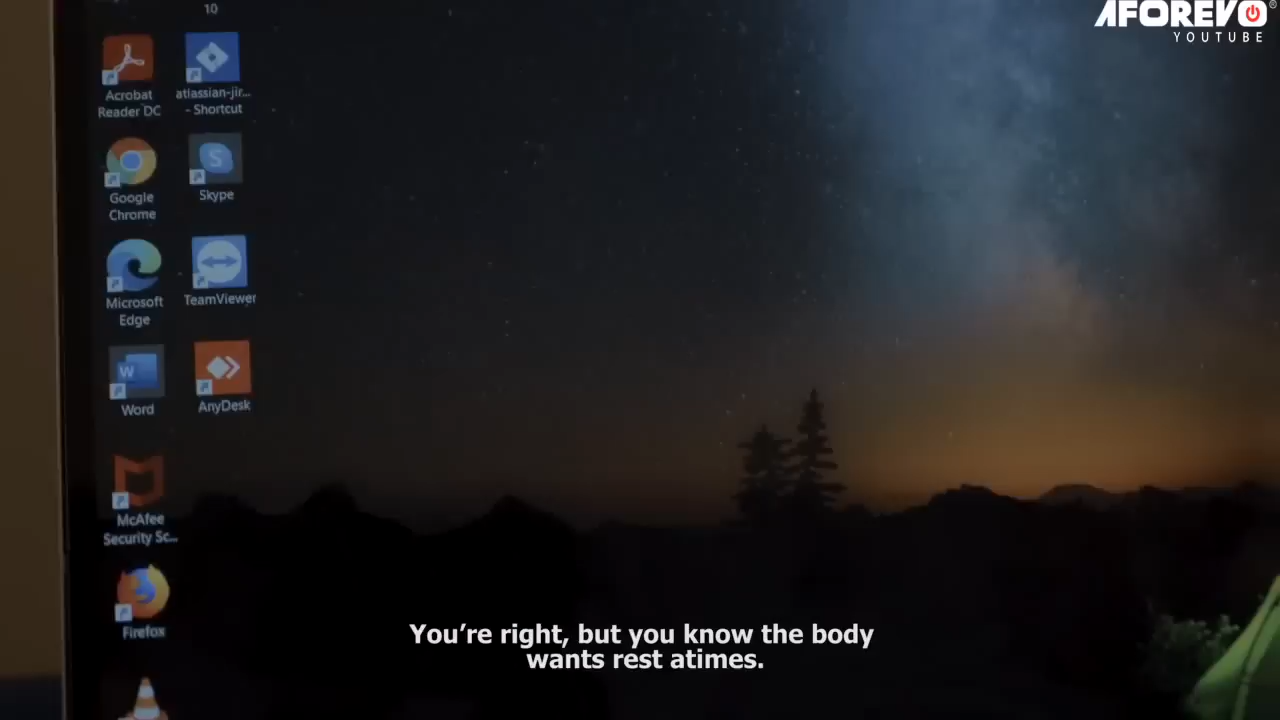 AFOREVO
YOUTUBE
10
Acrobat
Reader DC
atlassian-jir...
- Shortcut
Google
Chrome
Skype
Microsoft
Edge
TeamViewer
Word
AnyDesk
McAfee
Security Sc...
Firefox
You’re right, but you know the body
wants rest atimes.